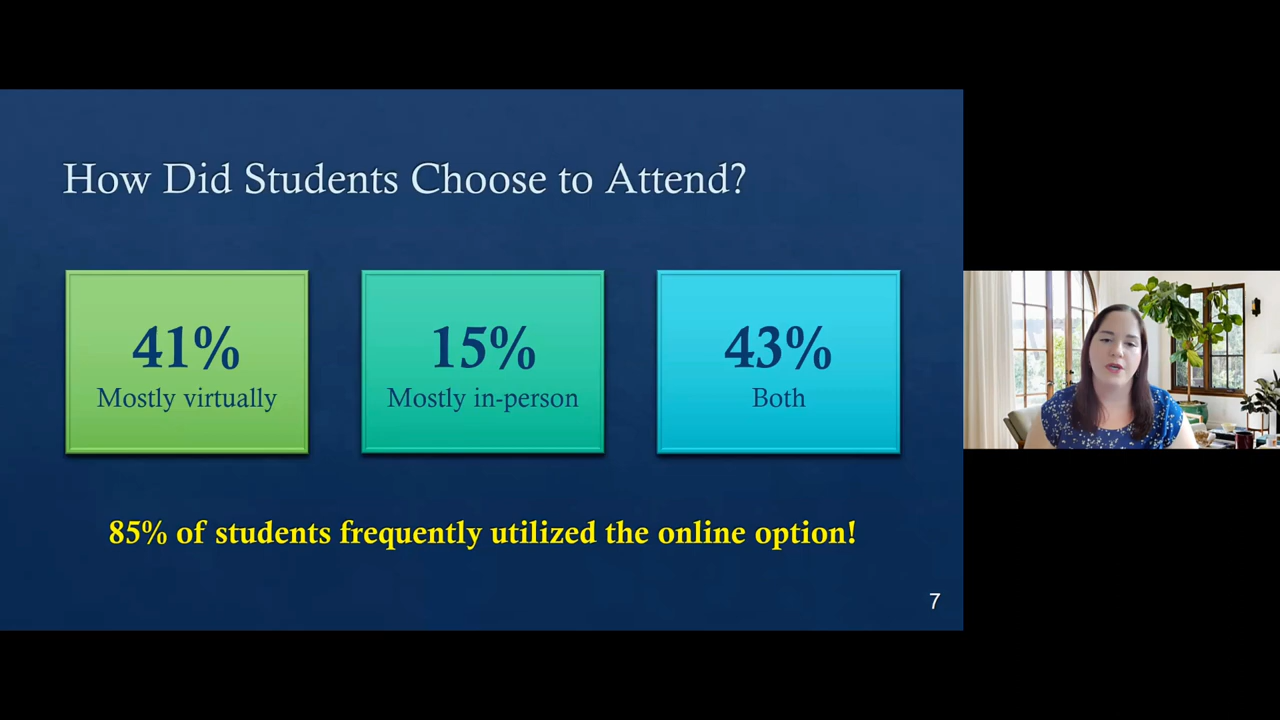 How Did Students Choose to Attend?
41%
Mostly virtually
15%
Mostly in-person
43%
Both
85% of students frequently utilized the online option!
7